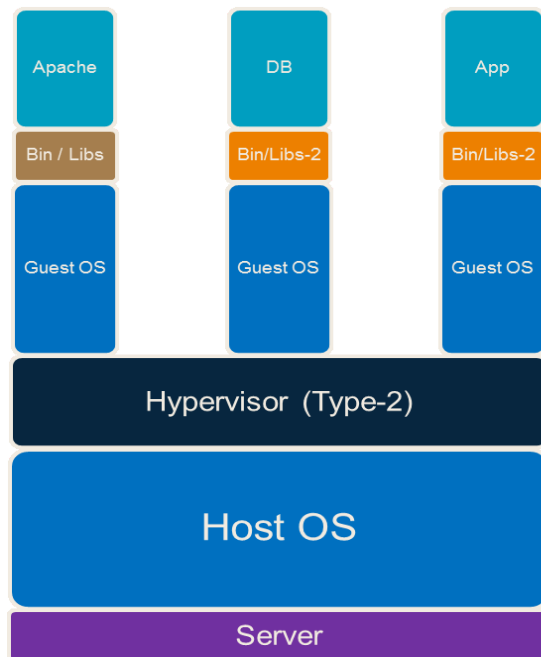 Apache
DB
App
Bin / Libs
Bin/Libs-2
Bin/Libs-2
Guest OS
Guest OS
Guest OS
Hypervisor (Type-2)
Host OS
Server